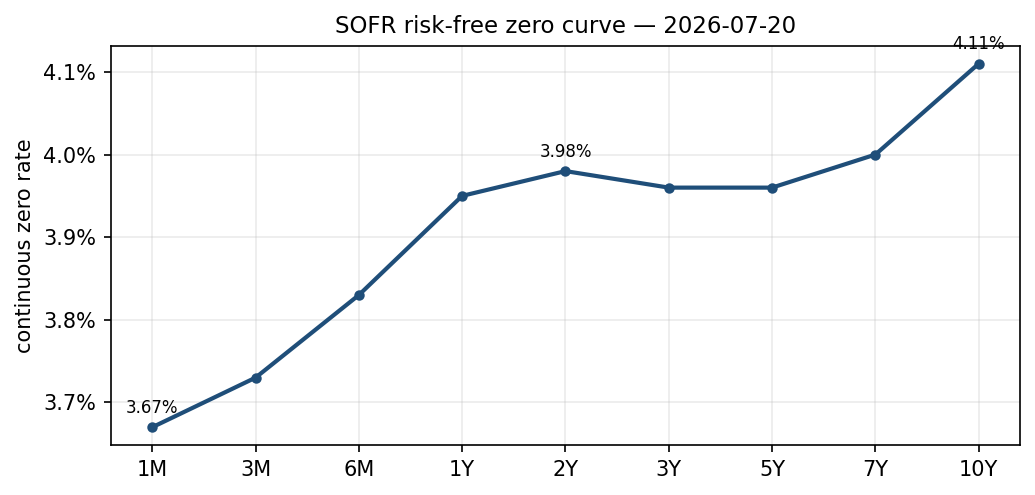 SOFR risk-free zero curve — 2026-07-20
4.11%
4.1%
4.0%
3.98%
3.9%
continuous zero rate
3.8%
3.7%
3.67%
1M 3M 6M 1Y 2Y 3Y 5Y 7Y 10Y